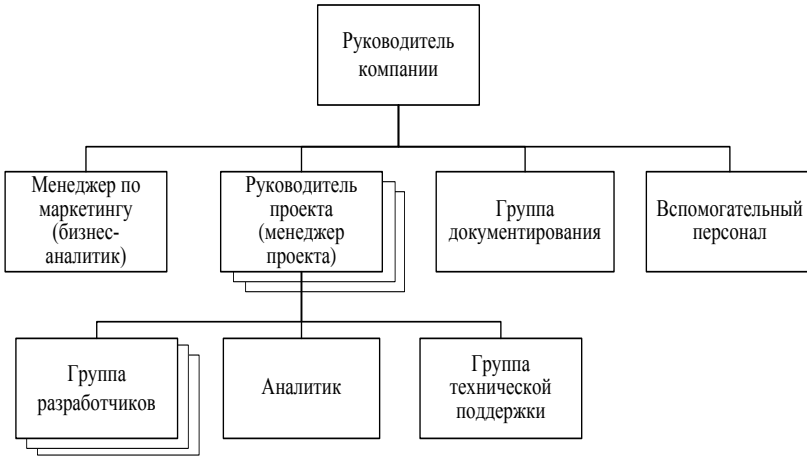 Руководитель
компании
Менеджер по
маркетингу
(бизнес-
аналитик)
Руководитель
проекта
(менеджер
проекта)
Группа
документирования
Вспомогательный
персонал
Группа
разработчиков
Аналитик
Группа
технической
поддержки